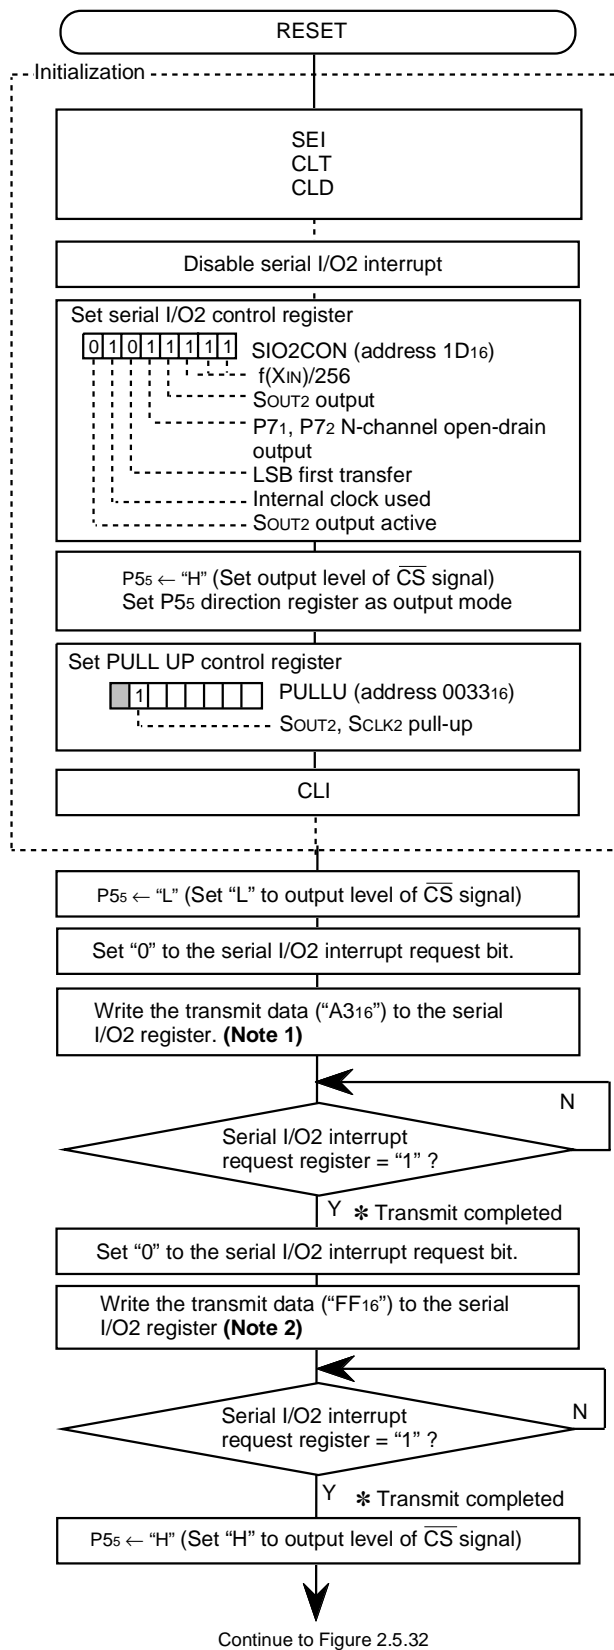 RESET
Initialization
SEI
CLT
CLD
Disable serial I/O2 interrupt
Set serial I/O2 control register
0 1 0 1 1 1 1 1 SIO2CON (address 1D16)
f(XIN)/256
SOUT2 output
P71, P72 N-channel open-drain
output
LSB first transfer
Internal clock used
SOUT2 output active
P55 ← “H” (Set output level of C̅S̅ signal)
Set P55 direction register as output mode
Set PULL UP control register
1 PULLU (address 003316)
SOUT2, SCLK2 pull-up
CLI
P55 ← “L” (Set “L” to output level of C̅S̅ signal)
Set “0” to the serial I/O2 interrupt request bit.
Write the transmit data (“A316”) to the serial
I/O2 register. (Note 1)
N
Serial I/O2 interrupt
request register = “1” ?
Y ✽ Transmit completed
Set “0” to the serial I/O2 interrupt request bit.
Write the transmit data (“FF16”) to the serial
I/O2 register (Note 2)
N
Serial I/O2 interrupt
request register = “1” ?
Y ✽ Transmit completed
P55 ← “H” (Set “H” to output level of C̅S̅ signal)
Continue to Figure 2.5.32